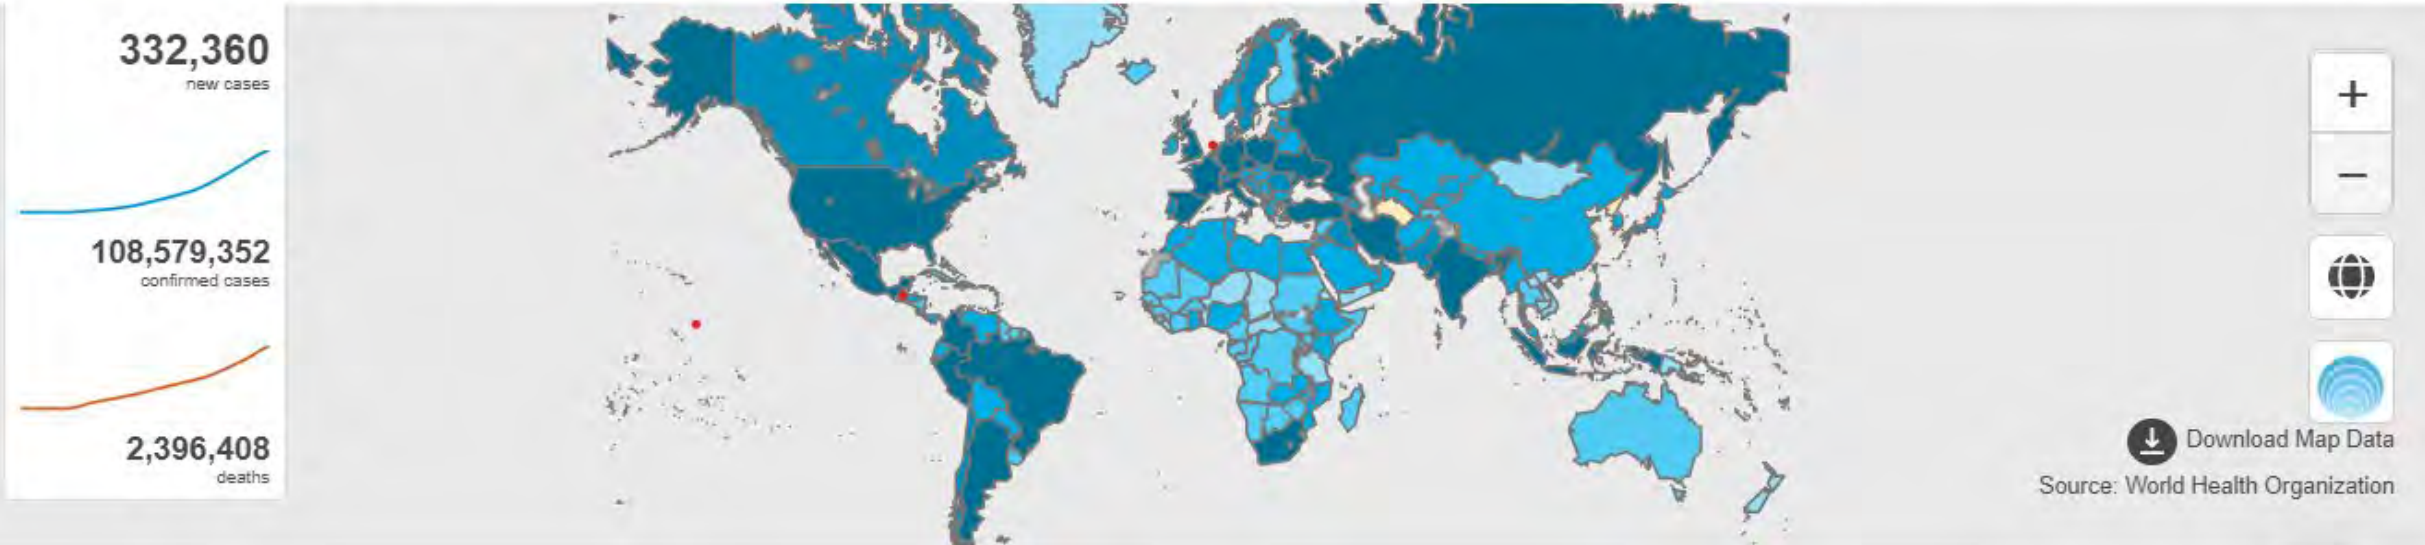 332,360
new cases
108,579,352
confirmed cases
2,396,408
deaths
+
−
Download Map Data
Source: World Health Organization